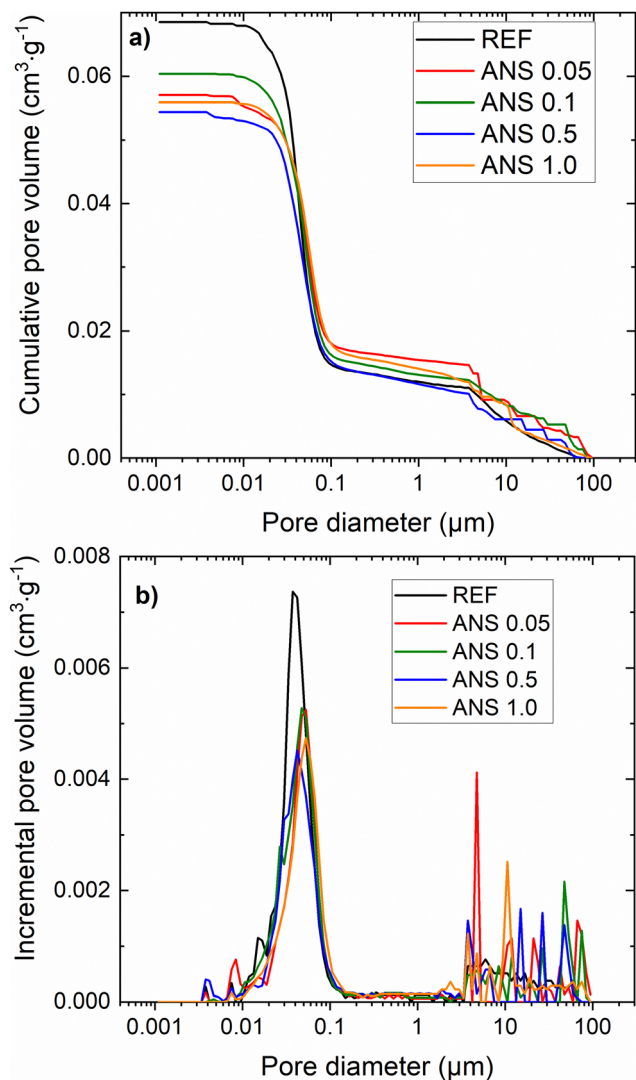 a)
REF
ANS 0.05
ANS 0.1
ANS 0.5
ANS 1.0
Cumulative pore volume (cm³·g⁻¹)
0.06
0.04
0.02
0.00
0.001 0.01 0.1 1 10 100
Pore diameter (µm)
b)
REF
ANS 0.05
ANS 0.1
ANS 0.5
ANS 1.0
Incremental pore volume (cm³·g⁻¹)
0.008
0.006
0.004
0.002
0.000
0.001 0.01 0.1 1 10 100
Pore diameter (µm)